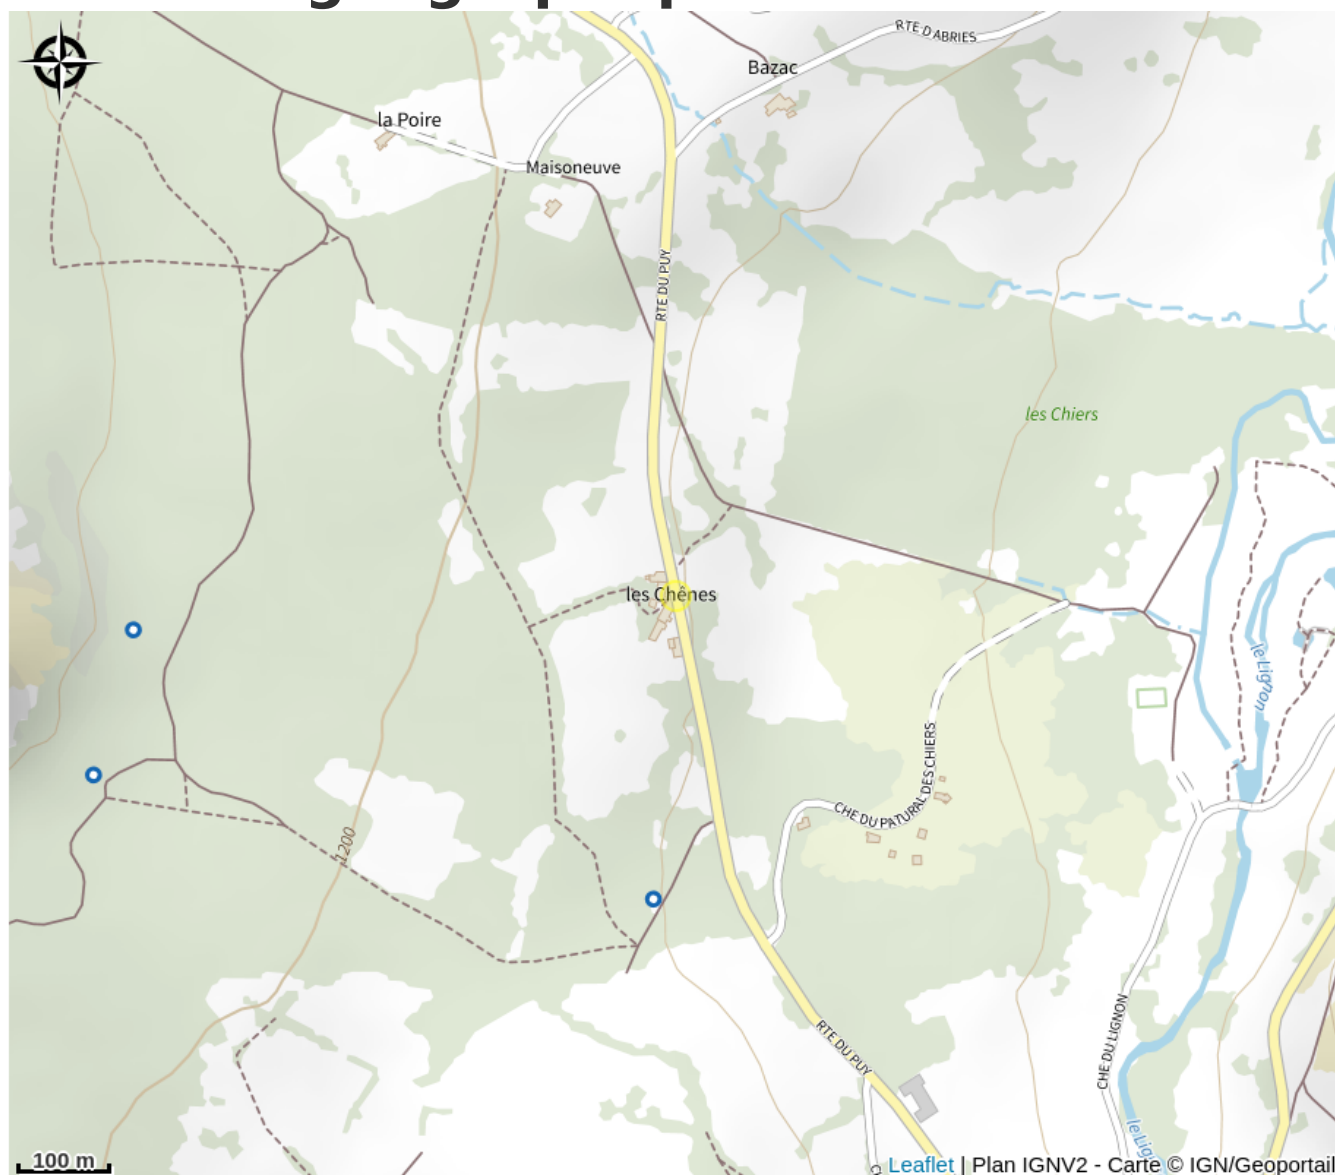 RTE D'ABRIES
Bazac
la Poire
Maisoneuve
RTE DU PUY
les Chiers
les Chênes
le Lignon
CHE DU PATURAL DES CHIERS
1200
CHE DU LIGNON
RTE DU PUY
100 m
Leaflet | Plan IGNV2 - Carte © IGN/Geoportail